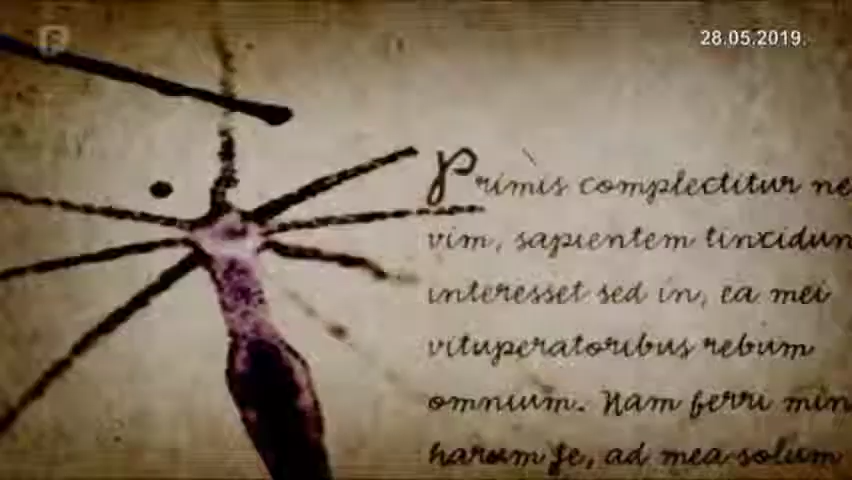 28.05.2019.
Primis complectitur ne
vim, sapientem tincidun
interesset sed in, ea mei
vituperatoribus rebum
omnium. Nam ferri min
harum te, ad mea solum